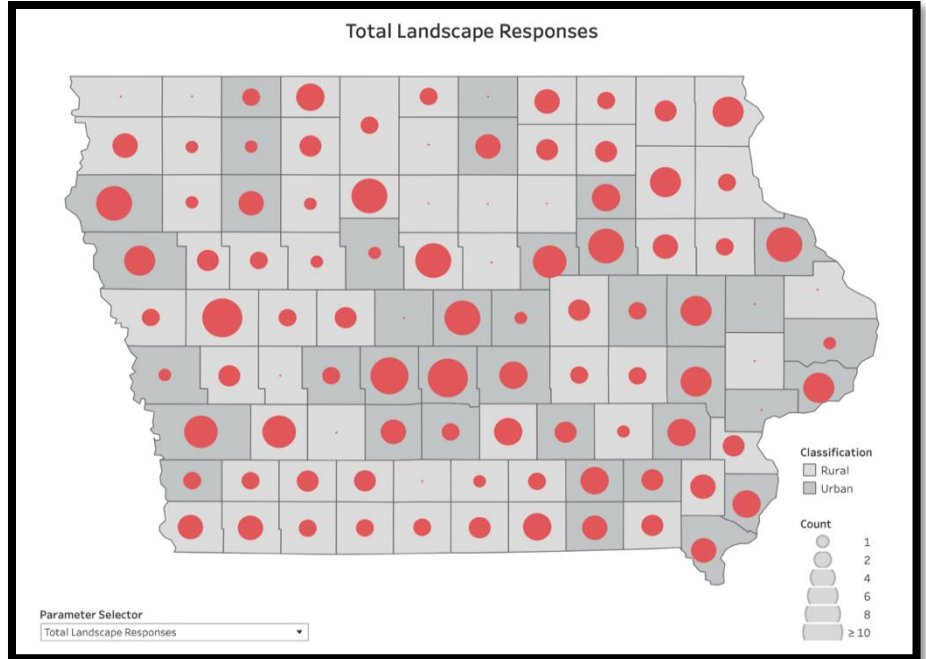 Total Landscape Responses
Classification
Rural
Urban
Count
1
2
4
6
8
≥ 10
Parameter Selector
Total Landscape Responses